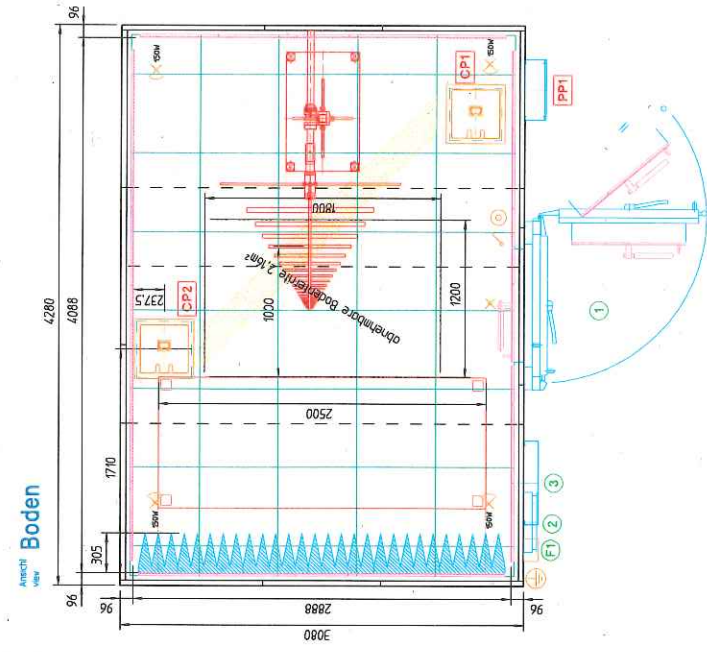 Ansicht
view Boden
4280
96
4088
96
305
1710
237,5
150W
150W
CP1
CP2
1800
1000
abnehmbare Bodenferrite 2,16m²
1200
2500
150W
150W
PP1
1
3
2
F1
96
2888
96
3080